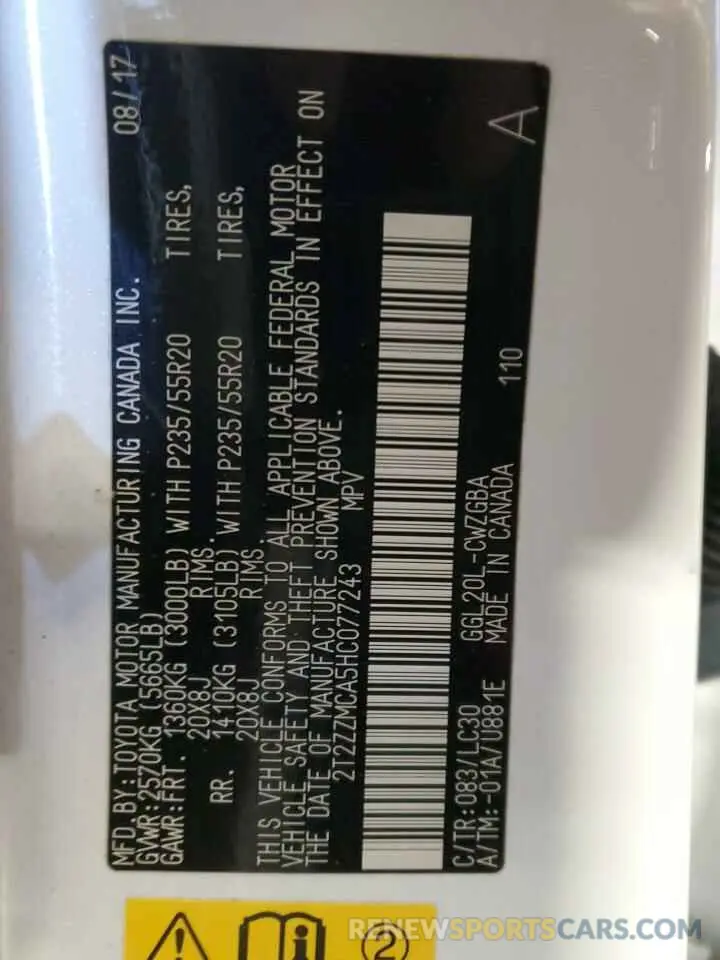 MFD.BY:TOYOTA MOTOR MANUFACTURING CANADA INC. 08/17
GVWR:2570KG (5665LB)
GAWR:FRT. 1360KG (3000LB) WITH P235/55R20 TIRES,
20X8J RIMS.
RR. 1410KG (3105LB). WITH P235/55R20 TIRES,
20X8J RIMS.
THIS VEHICLE CONFORMS TO ALL APPLICABLE FEDERAL MOTOR
VEHICLE SAFETY AND THEFT PREVENTION STANDARDS IN EFFECT ON
THE DATE OF MANUFACTURE SHOWN ABOVE.
2T2ZZMCA5HC077243 MPV
C/TR:083/LC30 GGL20L-CWZGBA 110
A/TM:-01A/U881E MADE IN CANADA
A
2
RENEWSPORTSCARS.COM